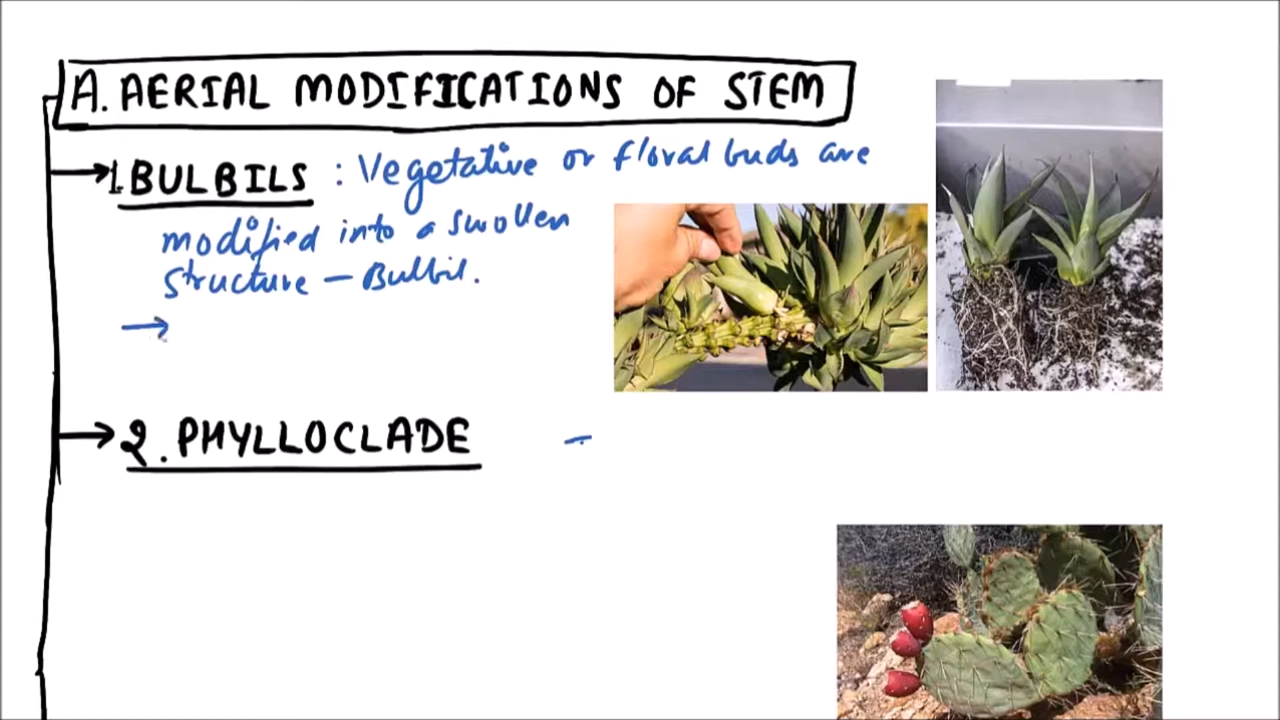 A. AERIAL MODIFICATIONS OF STEM
→ 1. BULBILS : Vegetative or floral buds are
modified into a swollen
structure – Bulbil.
→
→ 2. PHYLLOCLADE –